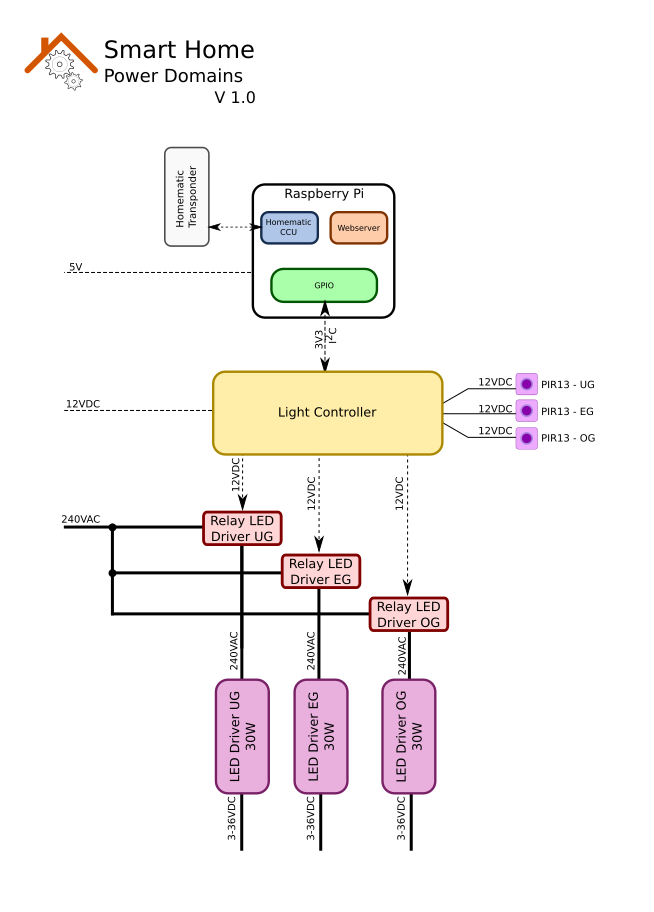 Smart Home
Power Domains
V 1.0
Homematic
Transponder
Raspberry Pi
Homematic
CCU
Webserver
5V
GPIO
3V3
I²C
12VDC
Light Controller
12VDC
PIR13 - UG
12VDC
PIR13 - EG
12VDC
PIR13 - OG
12VDC
12VDC
12VDC
240VAC
Relay LED
Driver UG
Relay LED
Driver EG
Relay LED
Driver OG
240VAC
240VAC
240VAC
LED Driver UG
30W
LED Driver EG
30W
LED Driver OG
30W
3-36VDC
3-36VDC
3-36VDC